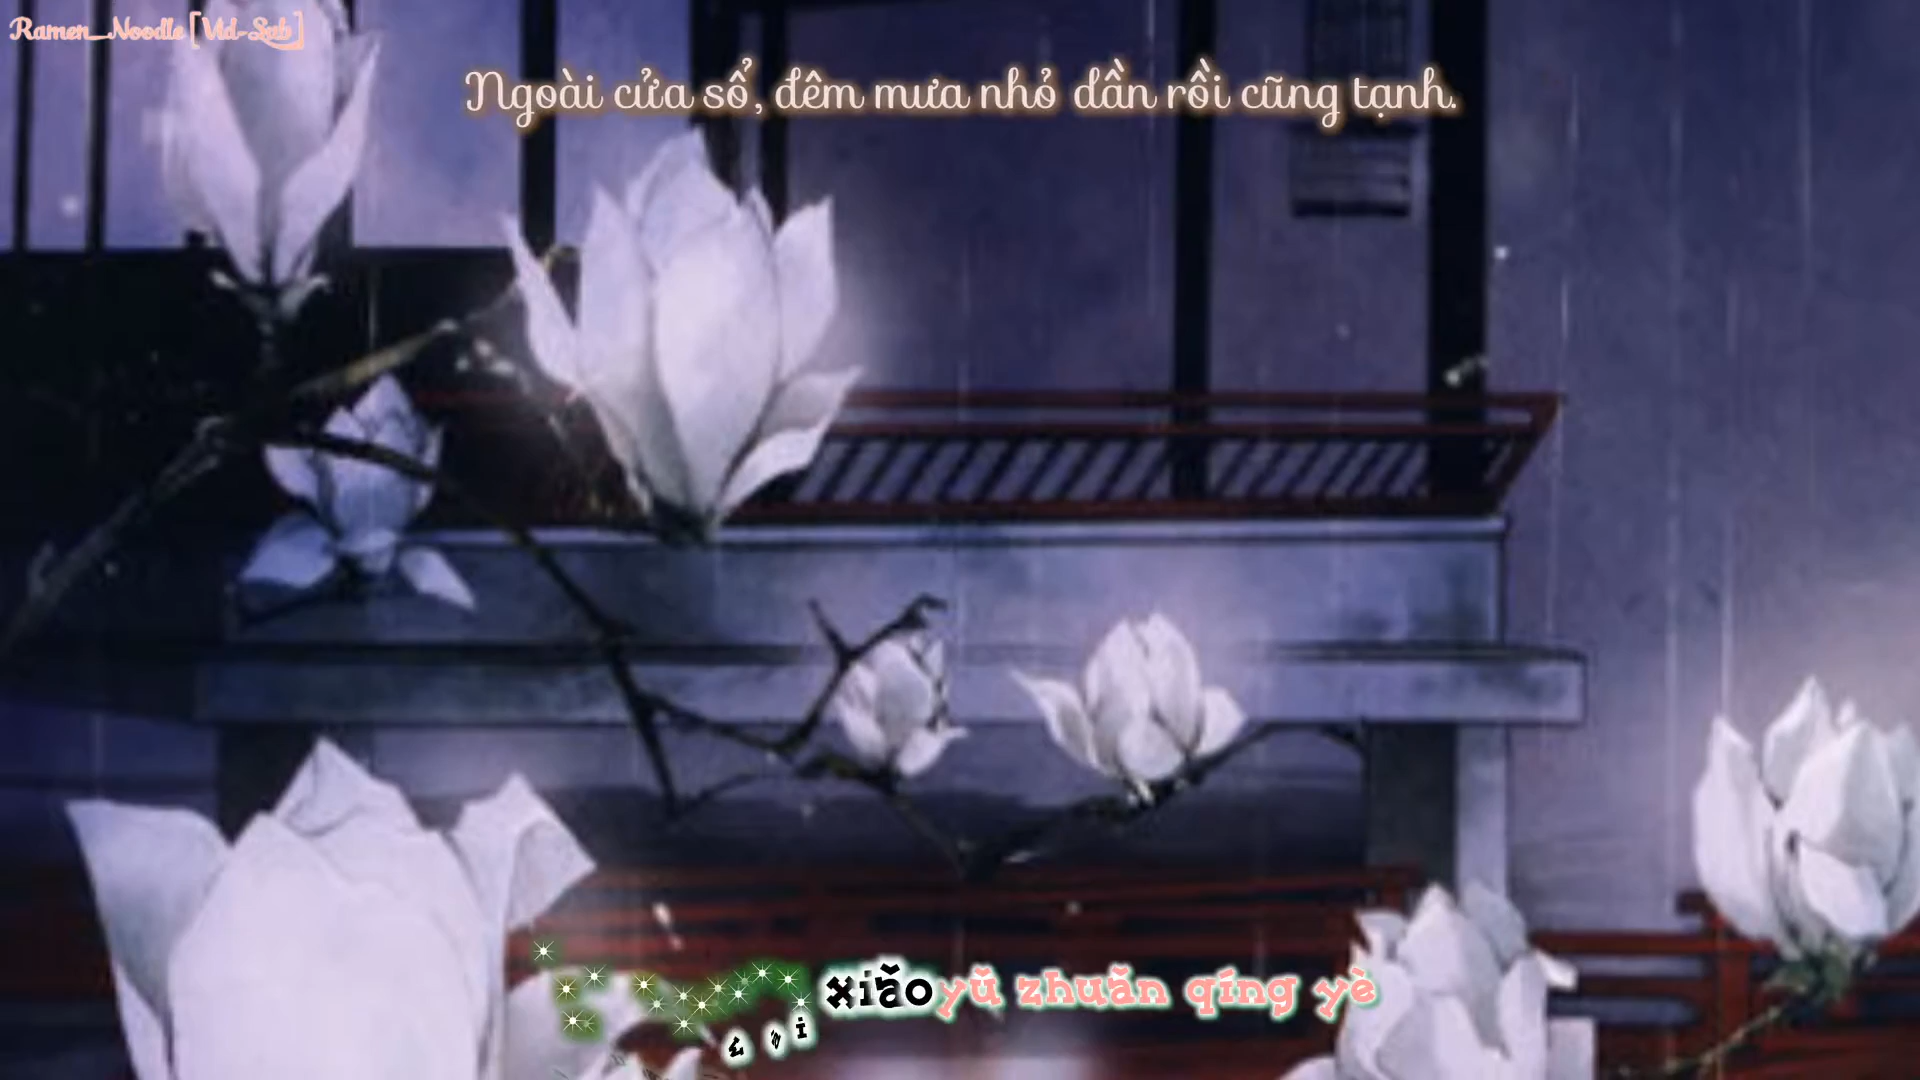 Ramen_Noodle [Vid-Sub]
Ngoài cửa sổ, đêm mưa nhỏ dần rồi cũng tạnh.
xiǎo yǔ zhuǎn qíng yè